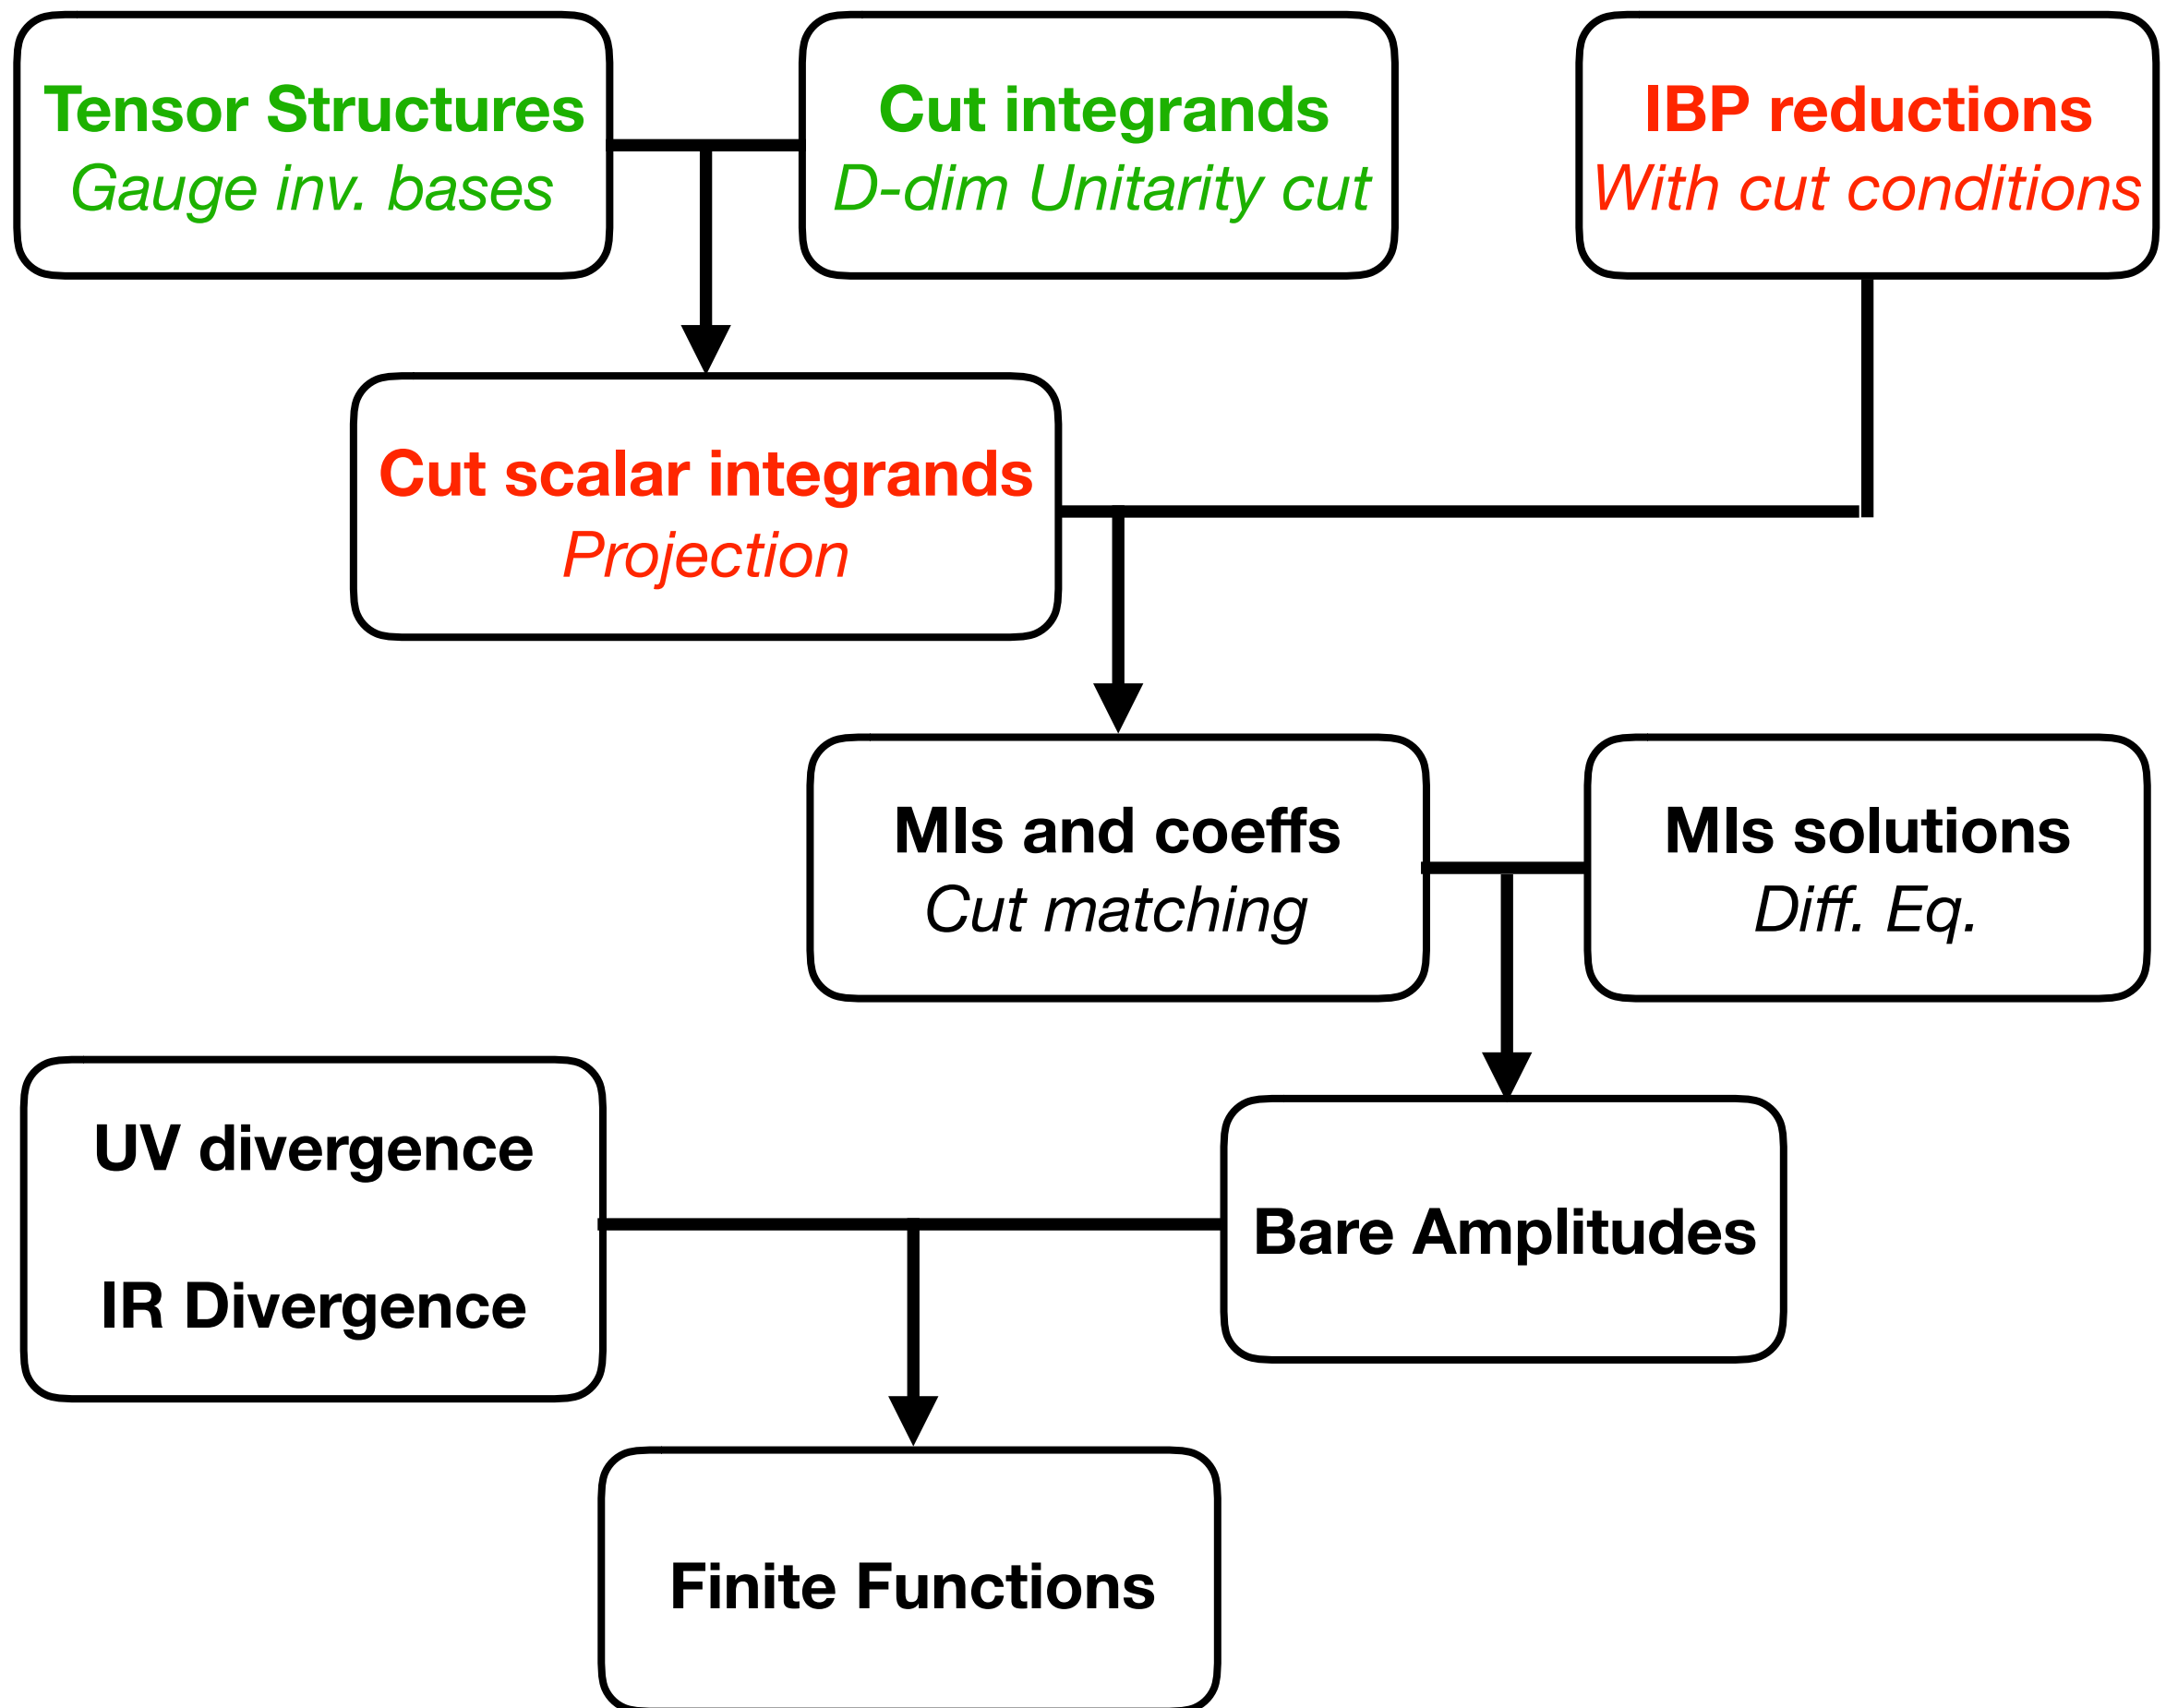 Tensor Structures
Gauge inv. bases
Cut integrands
D-dim Unitarity cut
IBP reductions
With cut conditions
Cut scalar integrands
Projection
MIs and coeffs
Cut matching
MIs solutions
Diff. Eq.
UV divergence
IR Divergence
Bare Amplitudes
Finite Functions